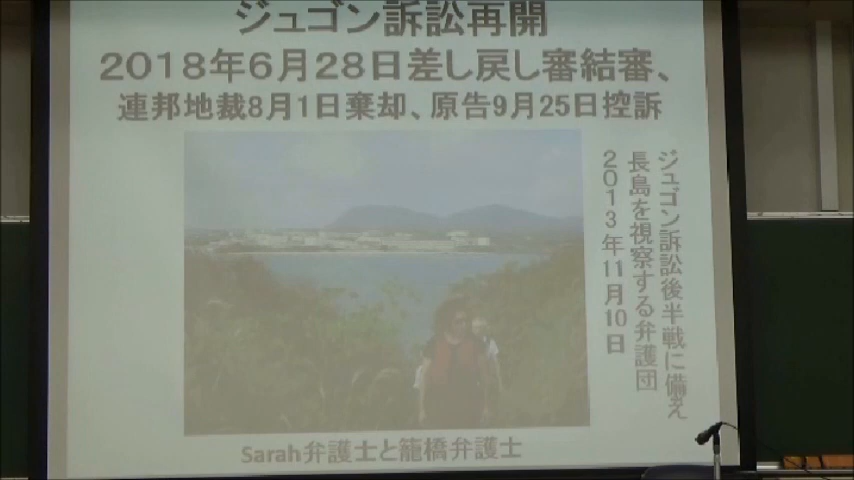 ジュゴン訴訟再開
2018年6月28日差し戻し審結審、
連邦地裁8月1日棄却、原告9月25日控訴
ジュゴン訴訟後半戦に備え
長島を視察する弁護団
2013年11月10日
Sarah弁護士と籠橋弁護士